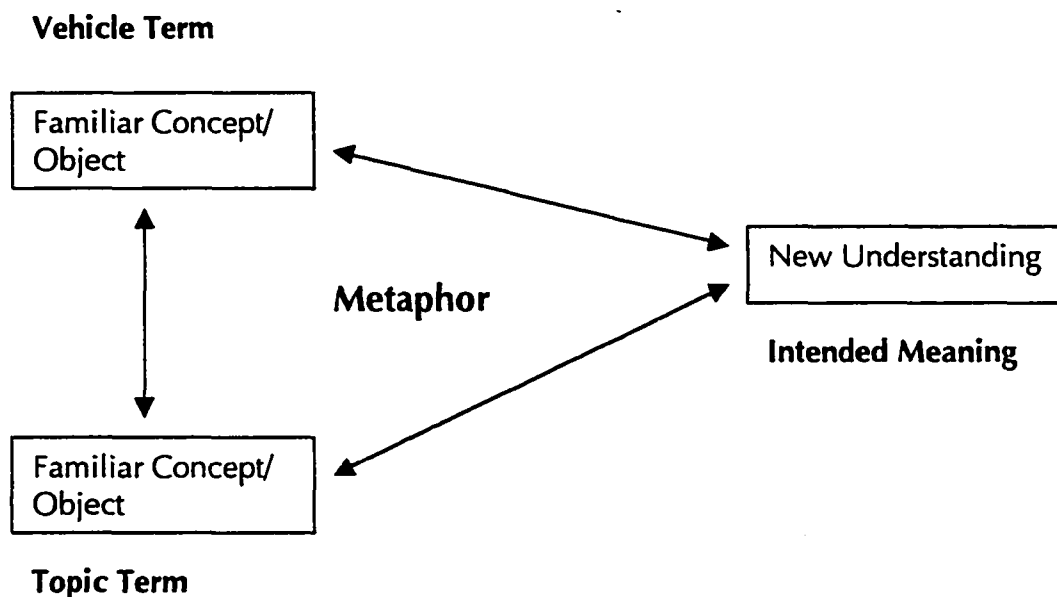 Vehicle Term
Familiar Concept/
Object
New Understanding
Metaphor
Intended Meaning
Familiar Concept/
Object
Topic Term